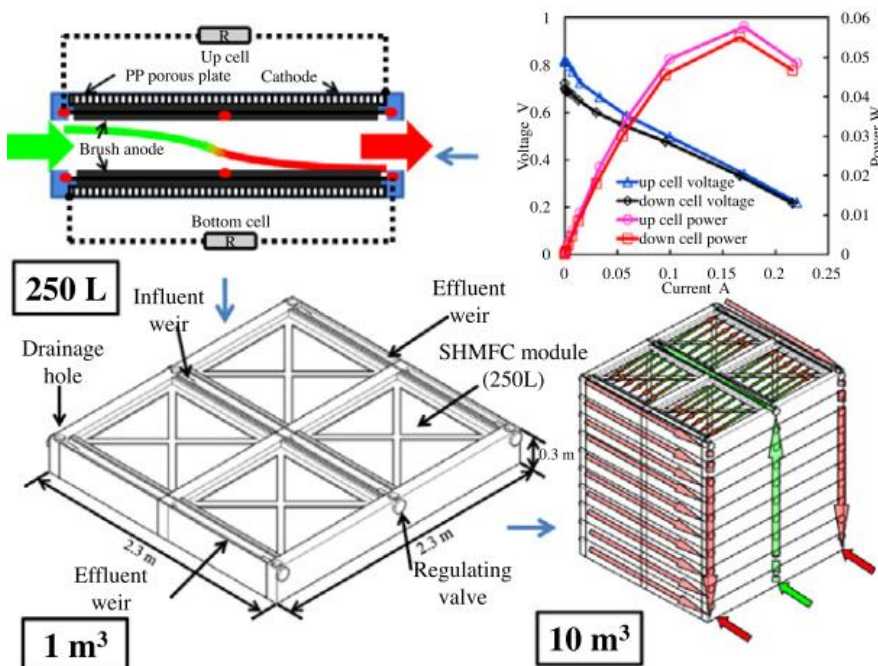 R
Up cell
PP porous plate
Cathode
Brush anode
Bottom cell
R
1
0.8
0.6
0.4
0.2
0
Voltage V
0.06
0.05
0.04
0.03
0.02
0.01
0
Power W
up cell voltage
down cell voltage
up cell power
down cell power
0
0.05
0.1
0.15
0.2
0.25
Current A
250 L
Influent
weir
Effluent
weir
Drainage
hole
SHMFC module
(250L)
0.3 m
2.3 m
2.3 m
Effluent
weir
Regulating
valve
1 m³
10 m³